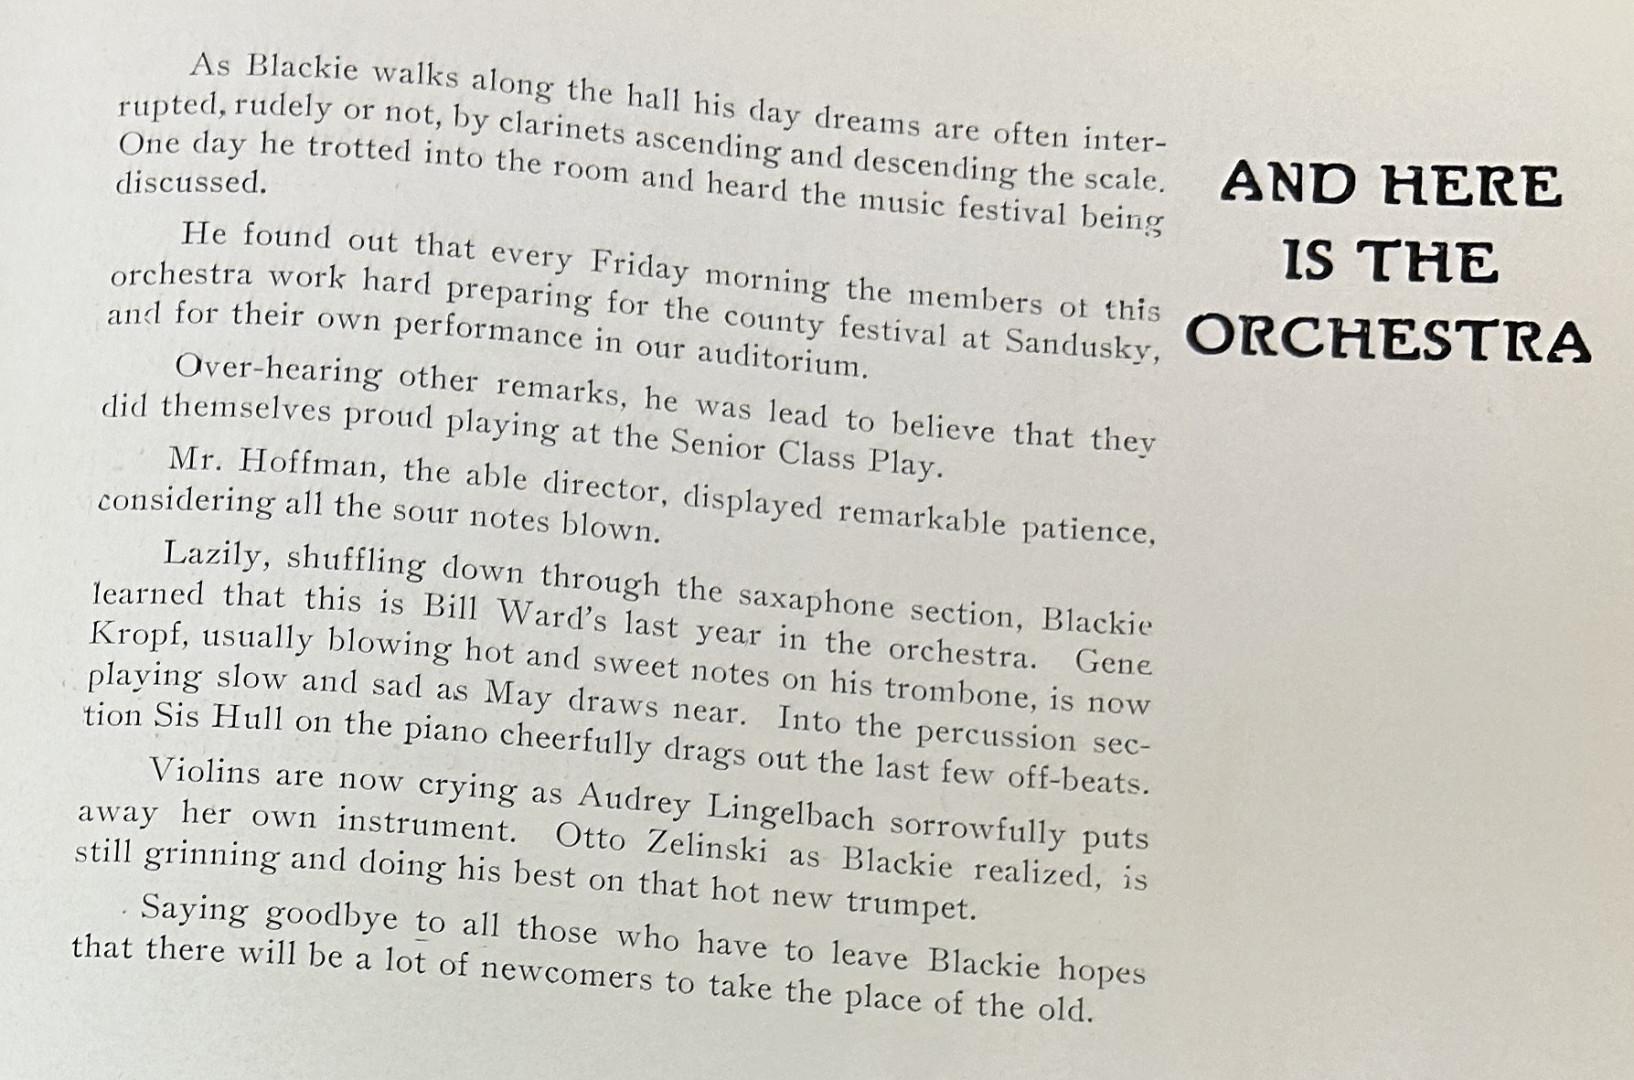 As Blackie walks along the hall his day dreams are often inter-
rupted, rudely or not, by clarinets ascending and descending the scale.
One day he trotted into the room and heard the music festival being
discussed.
He found out that every Friday morning the members of this
orchestra work hard preparing for the county festival at Sandusky,
and for their own performance in our auditorium.
Over-hearing other remarks, he was lead to believe that they
did themselves proud playing at the Senior Class Play.
Mr. Hoffman, the able director, displayed remarkable patience,
considering all the sour notes blown.
Lazily, shuffling down through the saxaphone section, Blackie
learned that this is Bill Ward's last year in the orchestra. Gene
Kropf, usually blowing hot and sweet notes on his trombone, is now
playing slow and sad as May draws near. Into the percussion sec-
tion Sis Hull on the piano cheerfully drags out the last few off-beats.
Violins are now crying as Audrey Lingelbach sorrowfully puts
away her own instrument. Otto Zelinski as Blackie realized, is
still grinning and doing his best on that hot new trumpet.
Saying goodbye to all those who have to leave Blackie hopes
that there will be a lot of newcomers to take the place of the old.
AND HERE
IS THE
ORCHESTRA